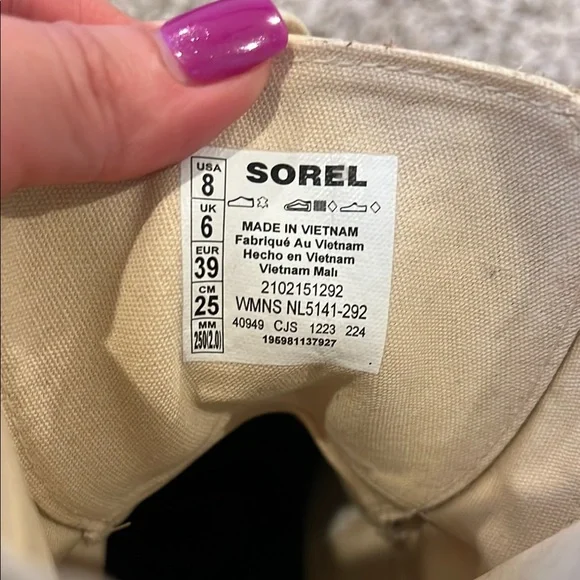 USA
8
UK
6
EUR
39
CM
25
MM
250(2.0)
SOREL
MADE IN VIETNAM
Fabriqué Au Vietnam
Hecho en Vietnam
Vietnam Malı
2102151292
WMNS NL5141-292
40949 CJS 1223 224
195981137927